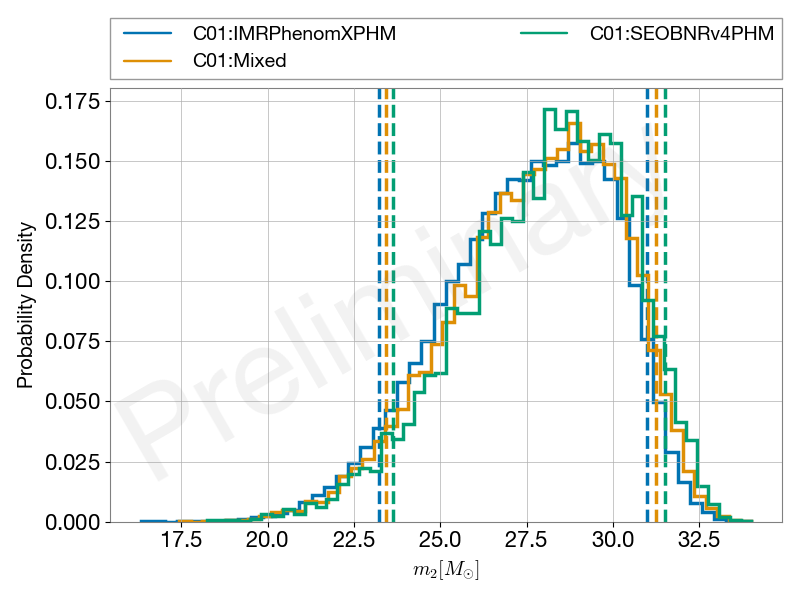 C01:IMRPhenomXPHM
C01:Mixed
C01:SEOBNRv4PHM
Preliminary
Probability Density
0.175
0.150
0.125
0.100
0.075
0.050
0.025
0.000
17.5 20.0 22.5 25.0 27.5 30.0 32.5
m₂[M☉]